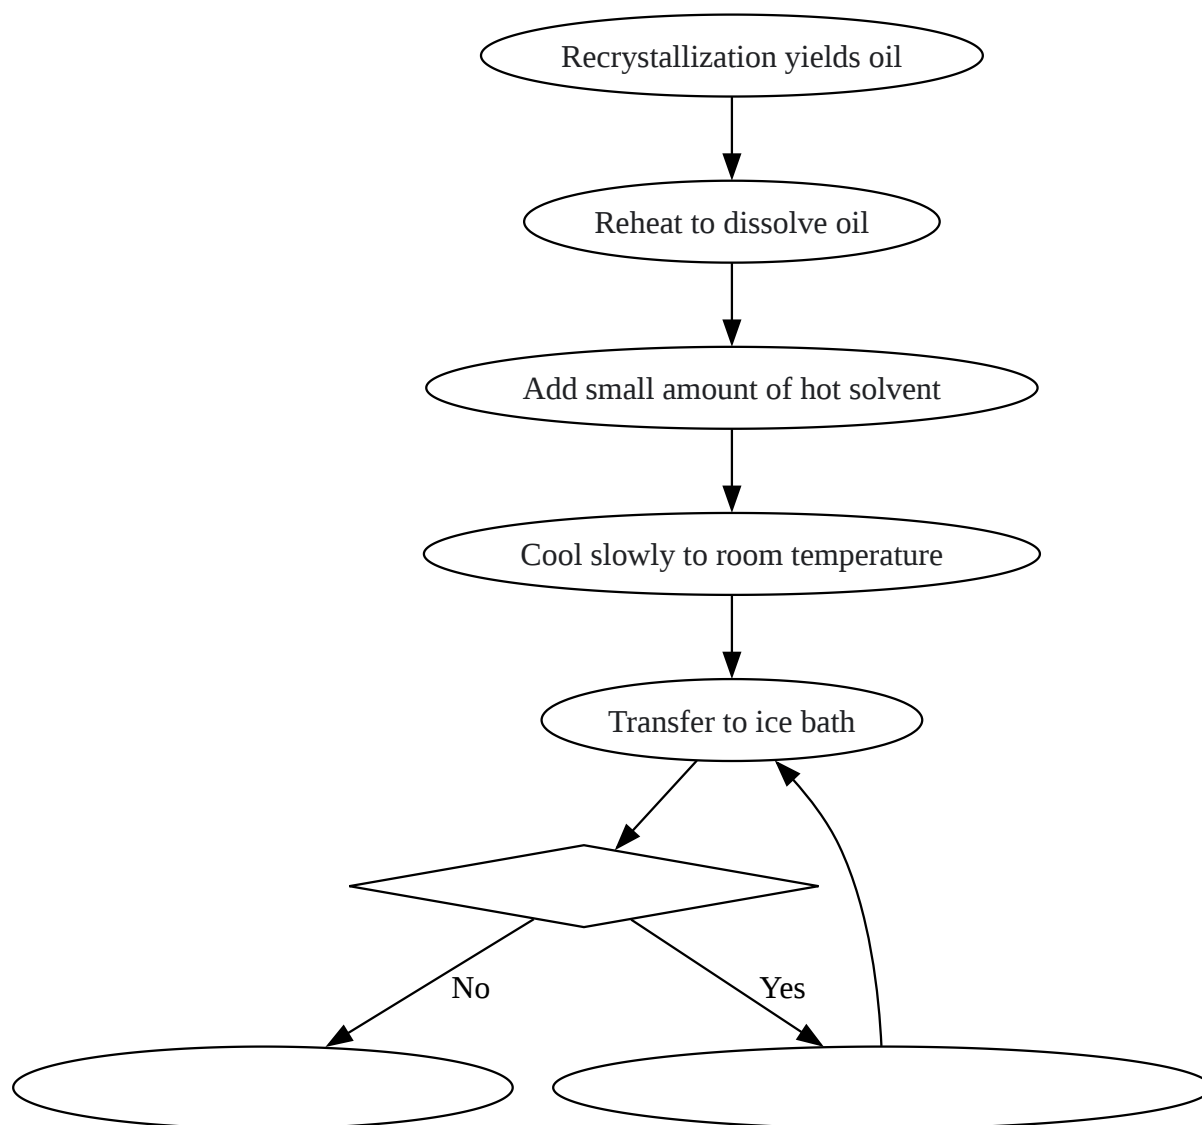 Recrystallization yields oil
Reheat to dissolve oil
Add small amount of hot solvent
Cool slowly to room temperature
Transfer to ice bath
No
Yes